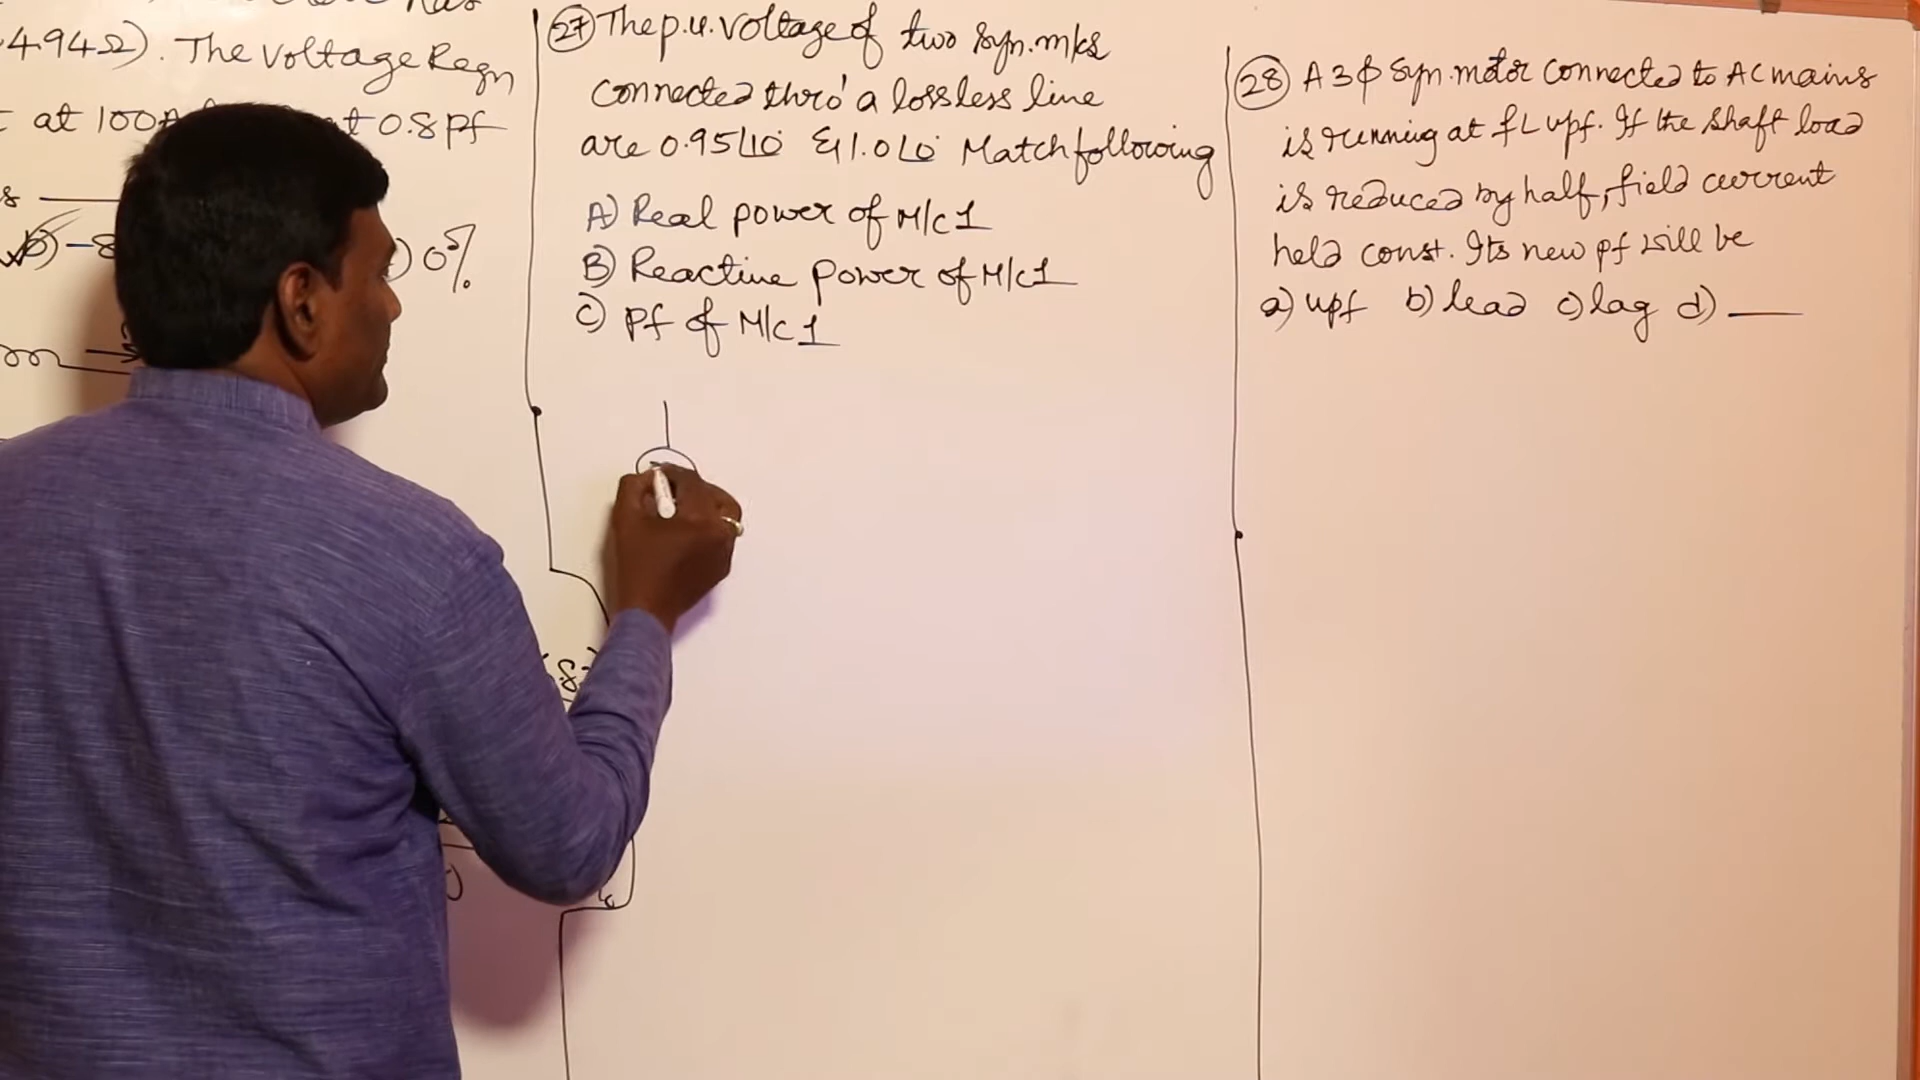 4.94Ω). The Voltage Regn
at 100A at 0.8 pf
b) -8 ) 0%
27 The p.u. voltage of two syn. m/cs
connected thro' a lossless line
are 0.95∠10° & 1.0∠0° Match following
A) Real power of M/c 1
B) Reactive power of M/c 1
C) pf of M/c 1
28 A 3ϕ syn. motor connected to AC mains
is running at fL upf. If the shaft load
is reduced by half, field current
held const. Its new pf will be
a) upf b) lead c) lag d) ____